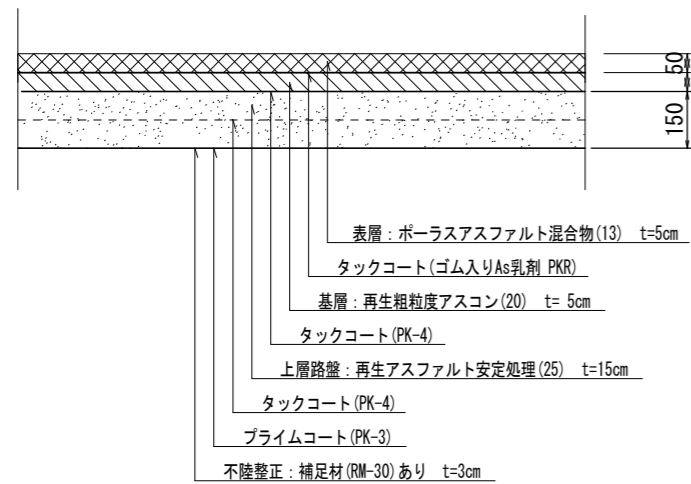 50
150
表層：ポーラスアスファルト混合物(13)　t=5cm
タックコート(ゴム入りAs乳剤 PKR)
基層：再生粗粒度アスコン(20)　t= 5cm
タックコート(PK-4)
上層路盤：再生アスファルト安定処理(25)　t=15cm
タックコート(PK-4)
プライムコート(PK-3)
不陸整正：補足材(RM-30)あり　t=3cm